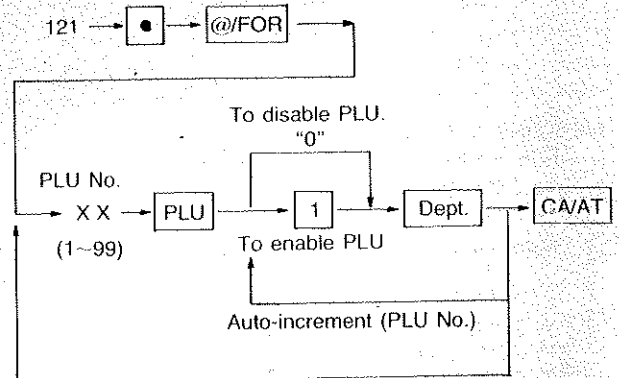 121 • @/FOR
To disable PLU.
"0"
PLU No.
X X PLU 1 Dept. CA/AT
(1~99)
To enable PLU
Auto-increment (PLU No.)